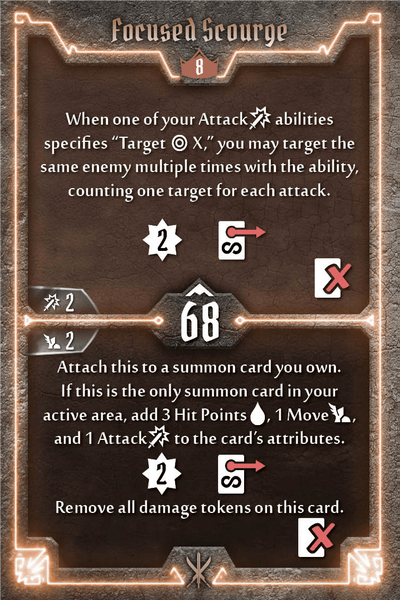 Focused Scourge
8
When one of your Attack abilities
specifies “Target X,” you may target the
same enemy multiple times with the ability,
counting one target for each attack.
2
2
68
2
Attach this to a summon card you own.
If this is the only summon card in your
active area, add 3 Hit Points, 1 Move,
and 1 Attack to the card’s attributes.
2
Remove all damage tokens on this card.